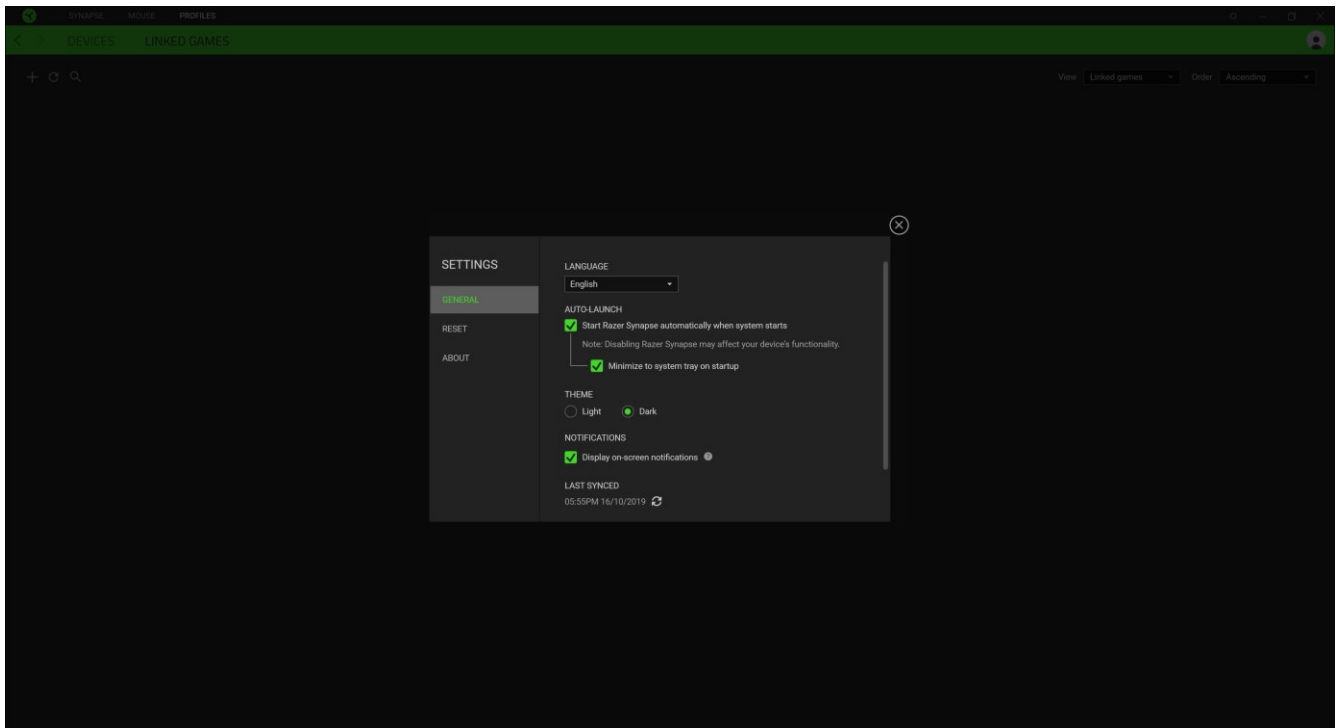 SYNAPSE MOUSE PROFILES
DEVICES LINKED GAMES
View Linked games Order Ascending
SETTINGS
GENERAL
RESET
ABOUT
LANGUAGE
English
AUTO-LAUNCH
Start Razer Synapse automatically when system starts
Note: Disabling Razer Synapse may affect your device's functionality.
Minimize to system tray on startup
THEME
Light Dark
NOTIFICATIONS
Display on-screen notifications
LAST SYNCED
05:55PM 16/10/2019